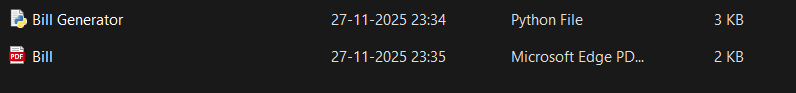 Bill Generator 27-11-2025 23:34 Python File 3 KB
PDF Bill 27-11-2025 23:35 Microsoft Edge PD... 2 KB